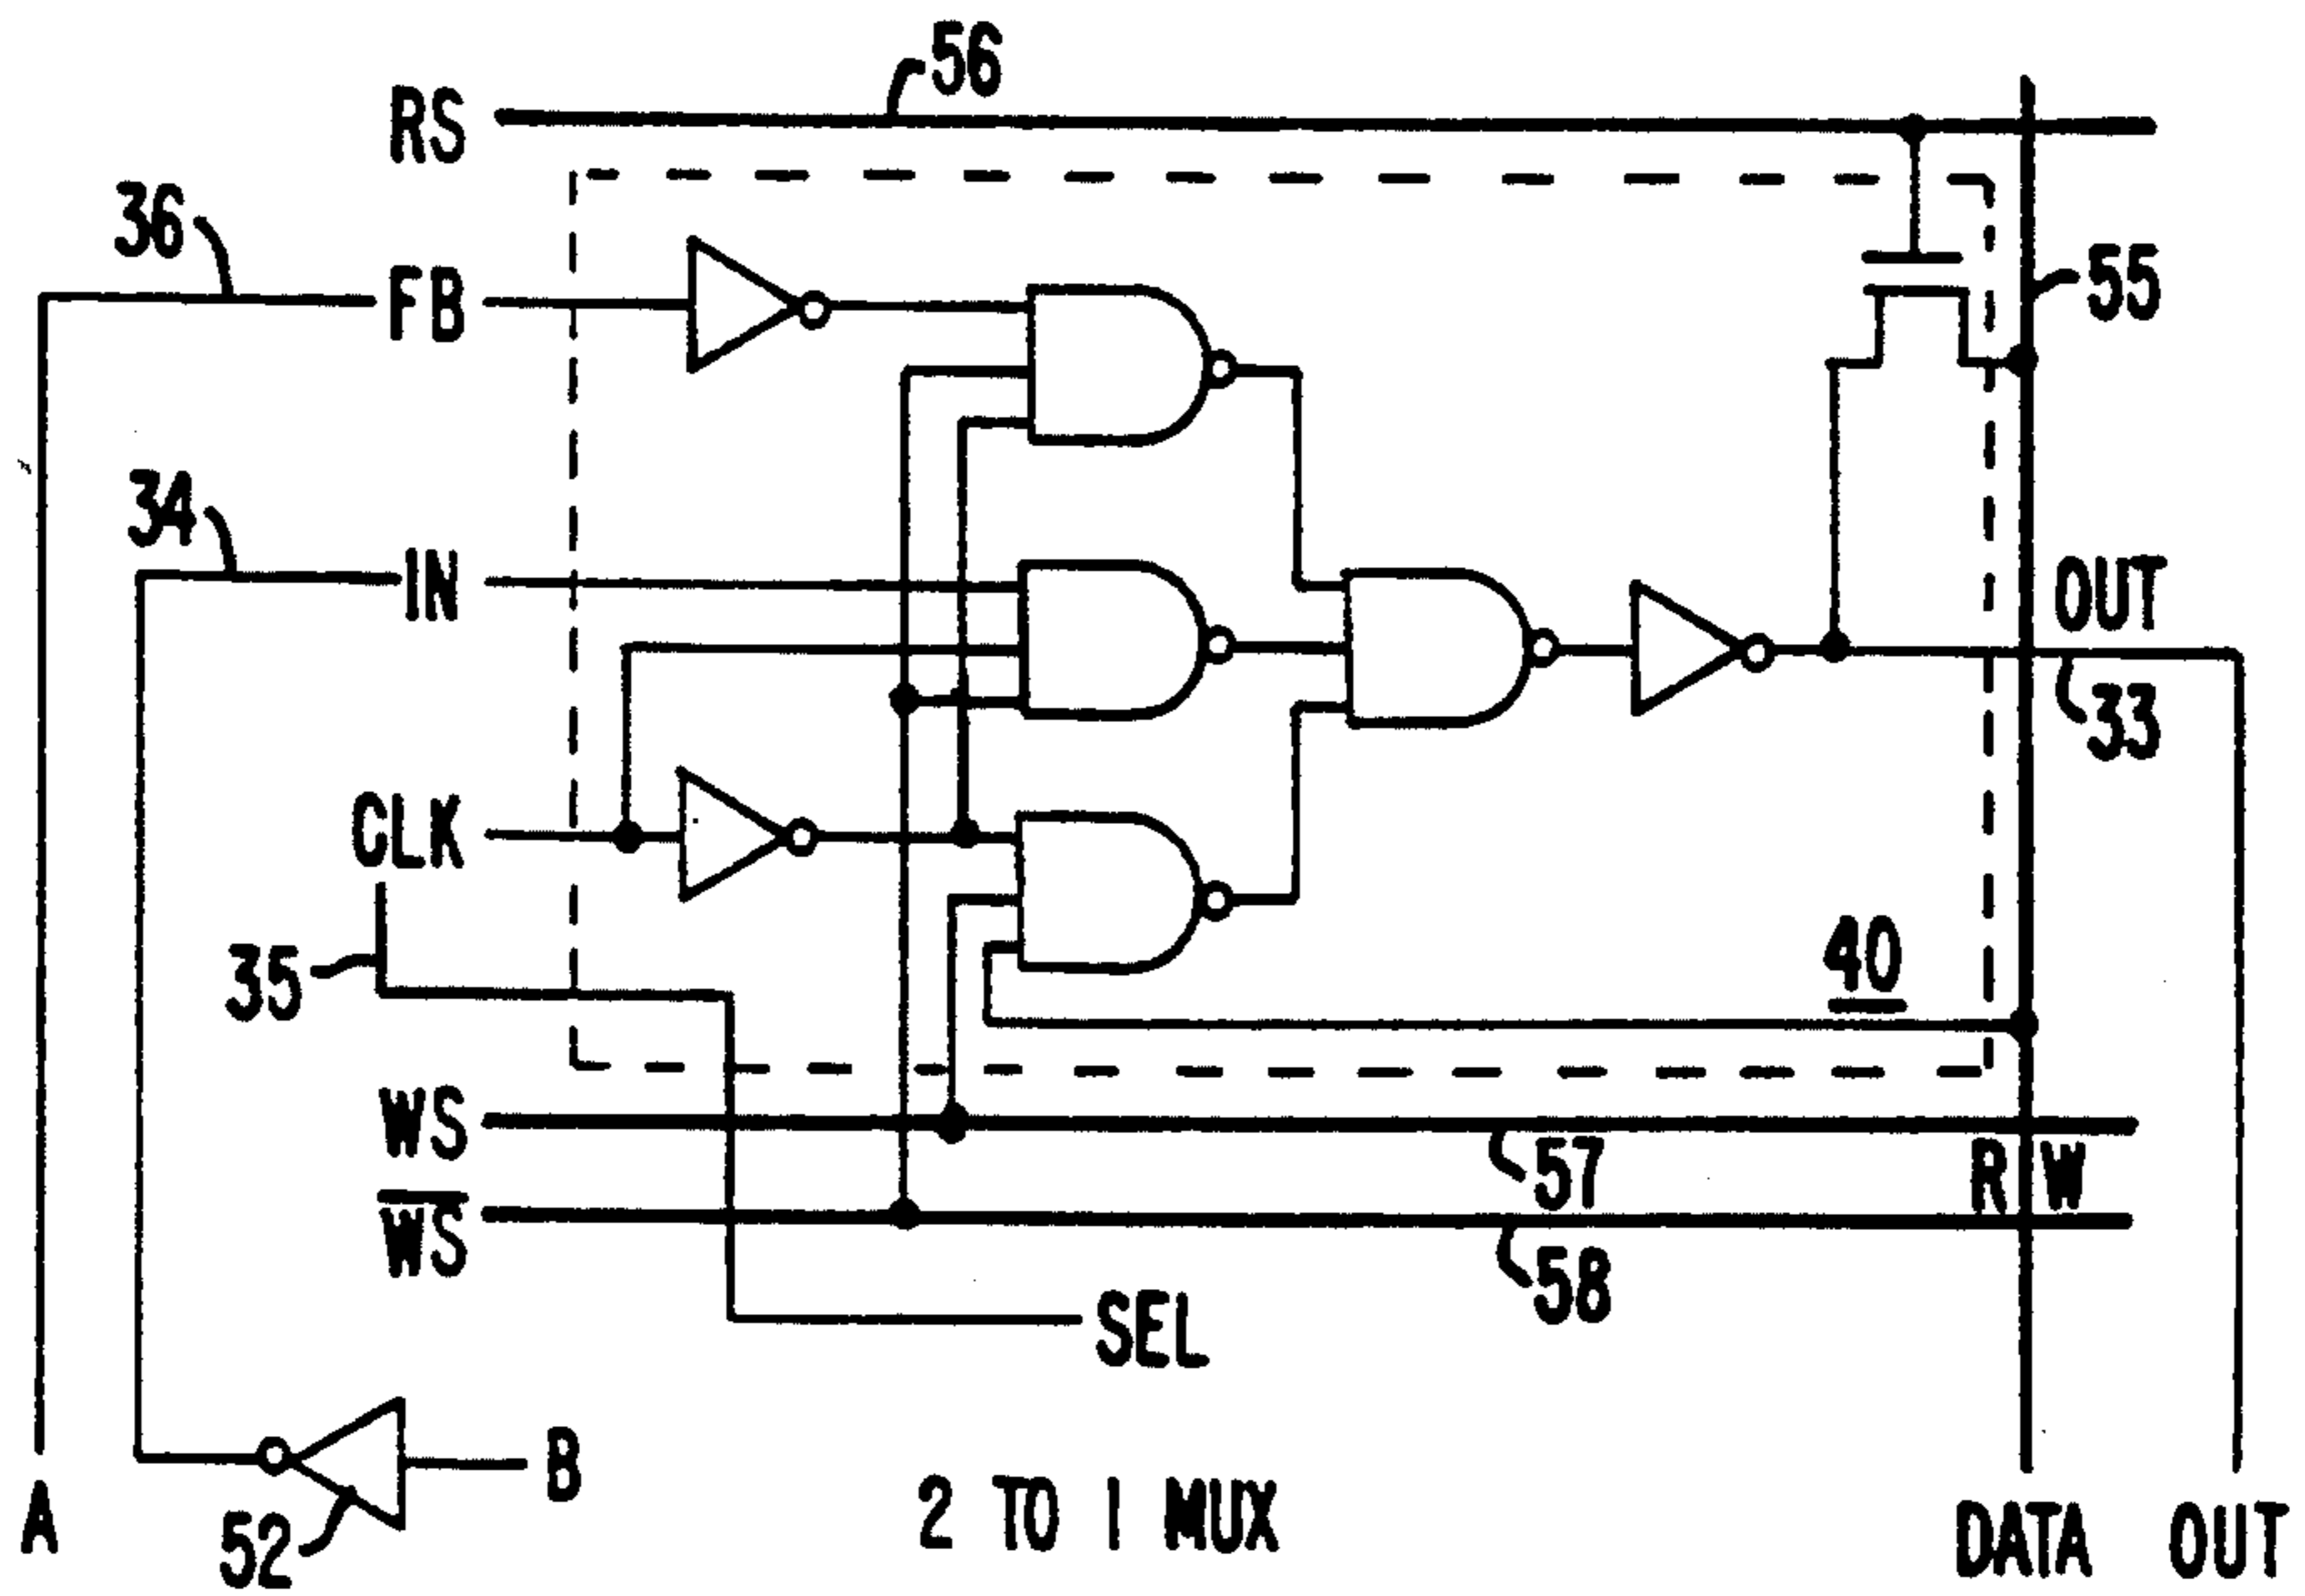 56
RS
36
FB
55
34
IN
OUT
33
CLK
35
40
WS
57
R W
W̅S̅
58
SEL
B
52
A
2 TO 1 MUX
DATA OUT